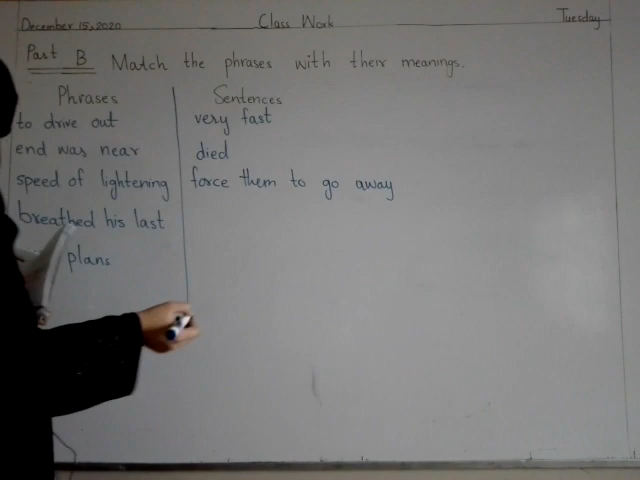 December 15, 2020 Class Work Tuesday
Part B Match the phrases with their meanings.
Phrases Sentences
to drive out very fast
end was near died
speed of lightening force them to go away
breathed his last
plans